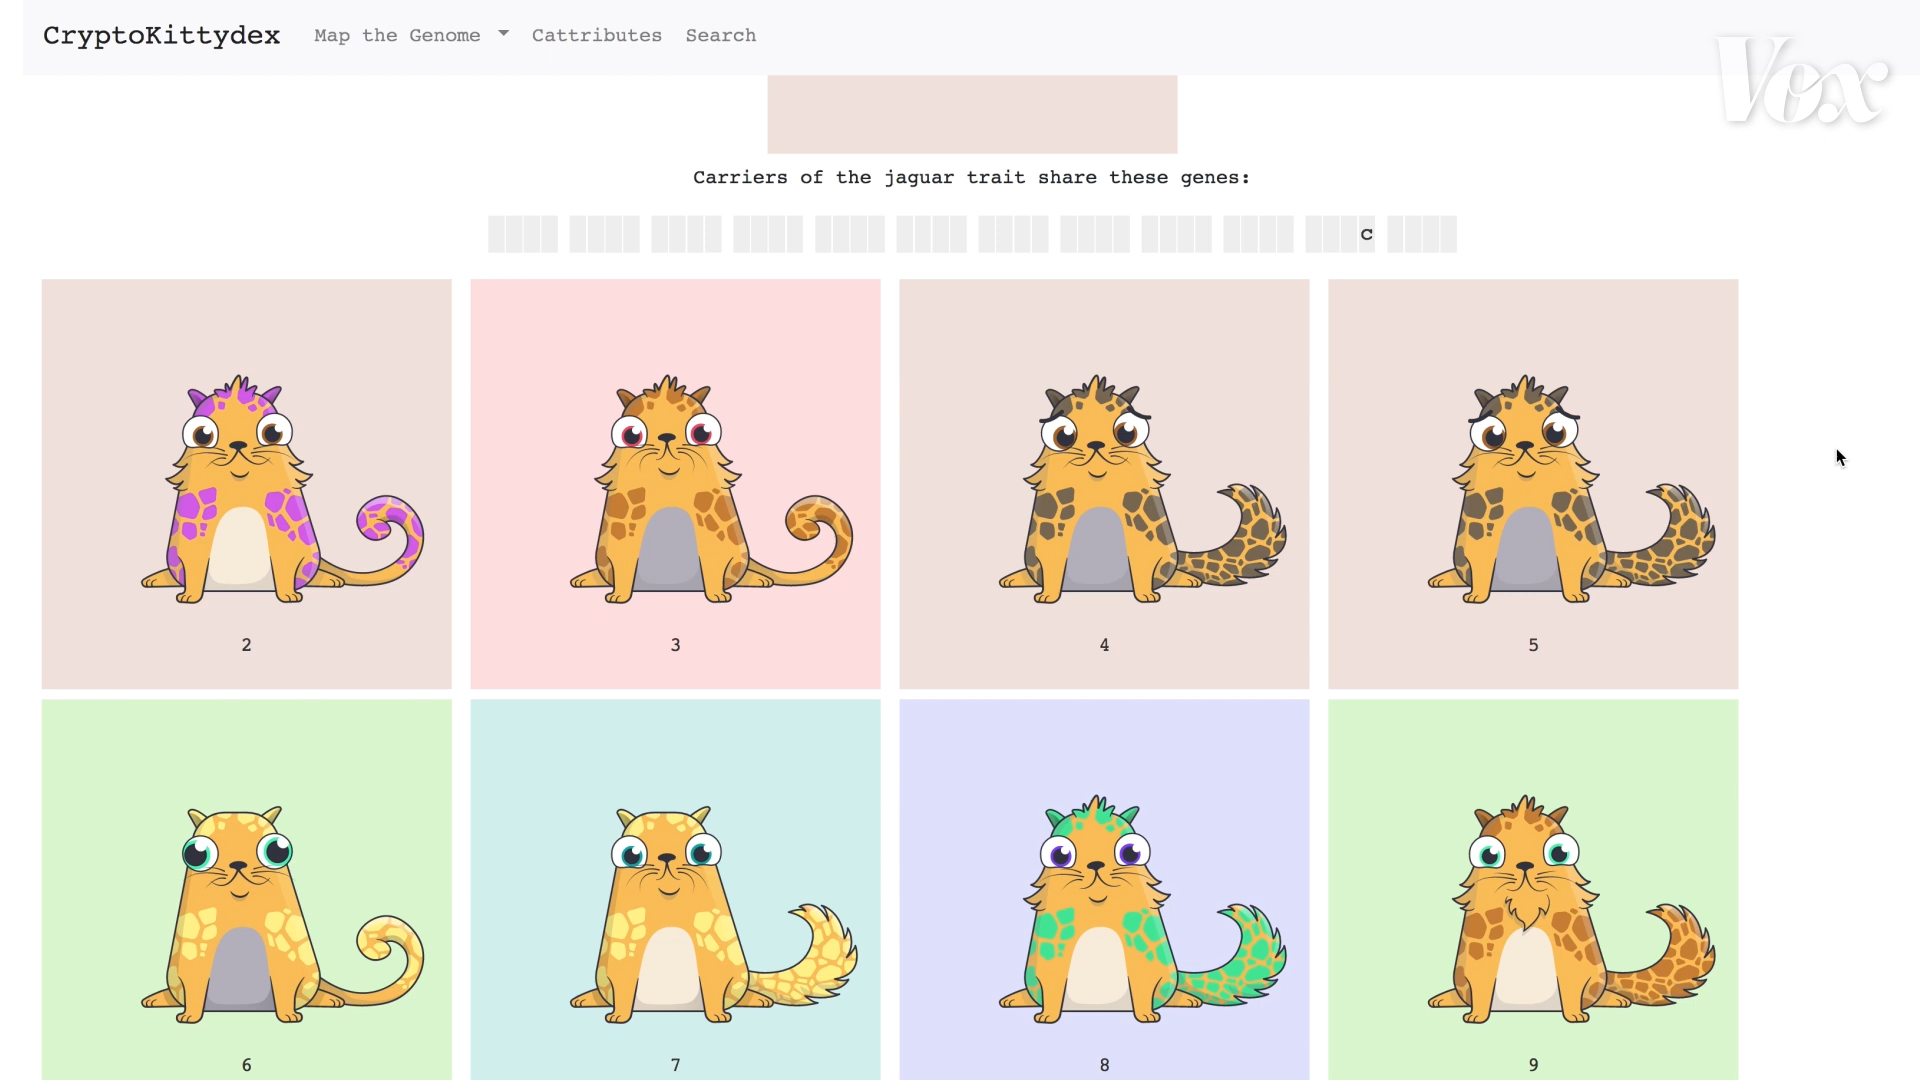 CryptoKittydex Map the Genome Cattributes Search
Vox
Carriers of the jaguar trait share these genes:
C
2 3 4 5
6 7 8 9